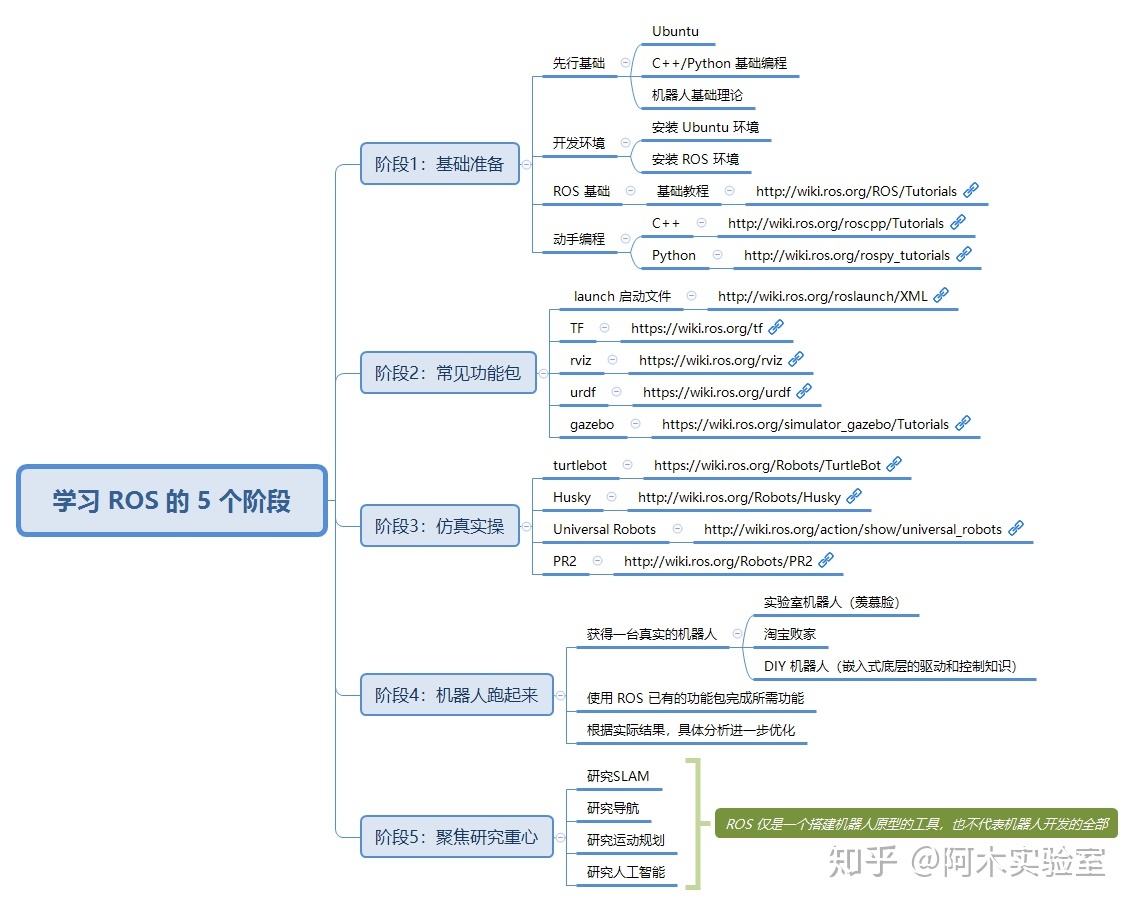 学习 ROS 的 5 个阶段
阶段1：基础准备
先行基础
Ubuntu
C++/Python 基础编程
机器人基础理论
开发环境
安装 Ubuntu 环境
安装 ROS 环境
ROS 基础
基础教程
http://wiki.ros.org/ROS/Tutorials
动手编程
C++
http://wiki.ros.org/roscpp/Tutorials
Python
http://wiki.ros.org/rospy_tutorials
阶段2：常见功能包
launch 启动文件
http://wiki.ros.org/roslaunch/XML
TF
https://wiki.ros.org/tf
rviz
https://wiki.ros.org/rviz
urdf
https://wiki.ros.org/urdf
gazebo
https://wiki.ros.org/simulator_gazebo/Tutorials
阶段3：仿真实操
turtlebot
https://wiki.ros.org/Robots/TurtleBot
Husky
http://wiki.ros.org/Robots/Husky
Universal Robots
http://wiki.ros.org/action/show/universal_robots
PR2
http://wiki.ros.org/Robots/PR2
阶段4：机器人跑起来
获得一台真实的机器人
实验室机器人（羡慕脸）
淘宝败家
DIY 机器人（嵌入式底层的驱动和控制知识）
使用 ROS 已有的功能包完成所需功能
根据实际结果，具体分析进一步优化
阶段5：聚焦研究重心
研究SLAM
研究导航
研究运动规划
研究人工智能
ROS 仅是一个搭建机器人原型的工具，也不代表机器人开发的全部
知乎 @阿木实验室